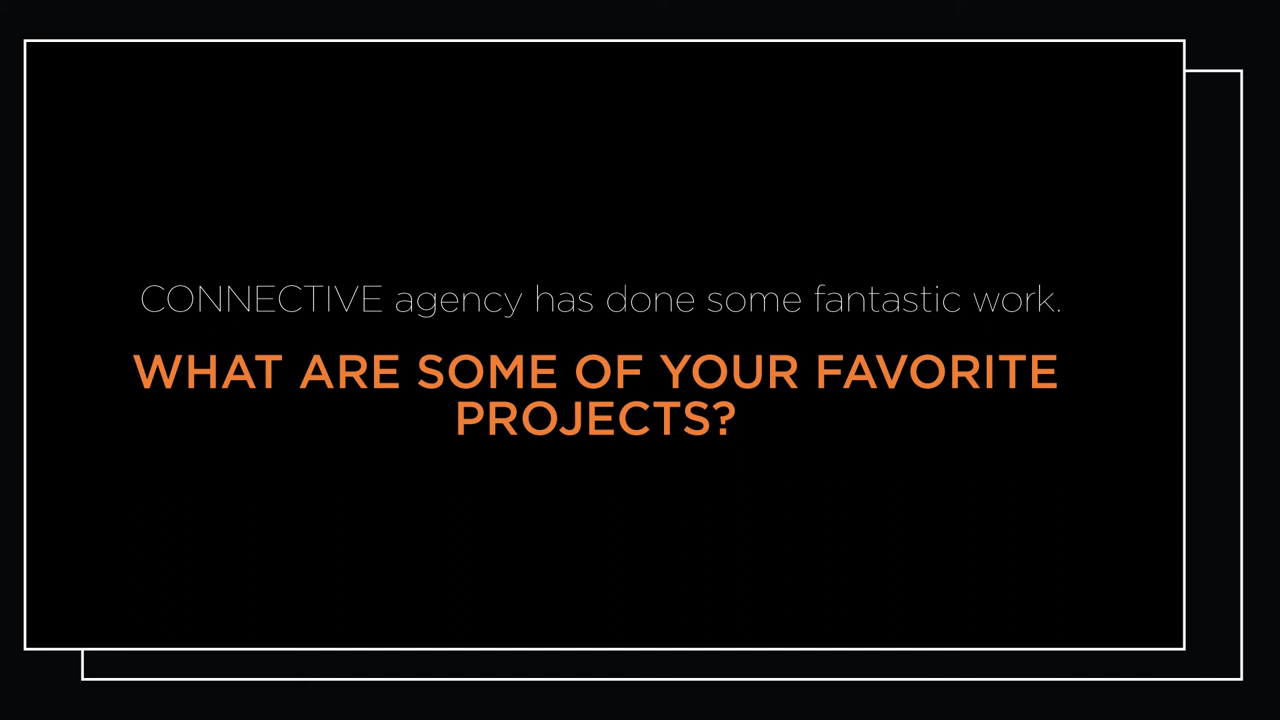 CONNECTIVE agency has done some fantastic work.
WHAT ARE SOME OF YOUR FAVORITE
PROJECTS?